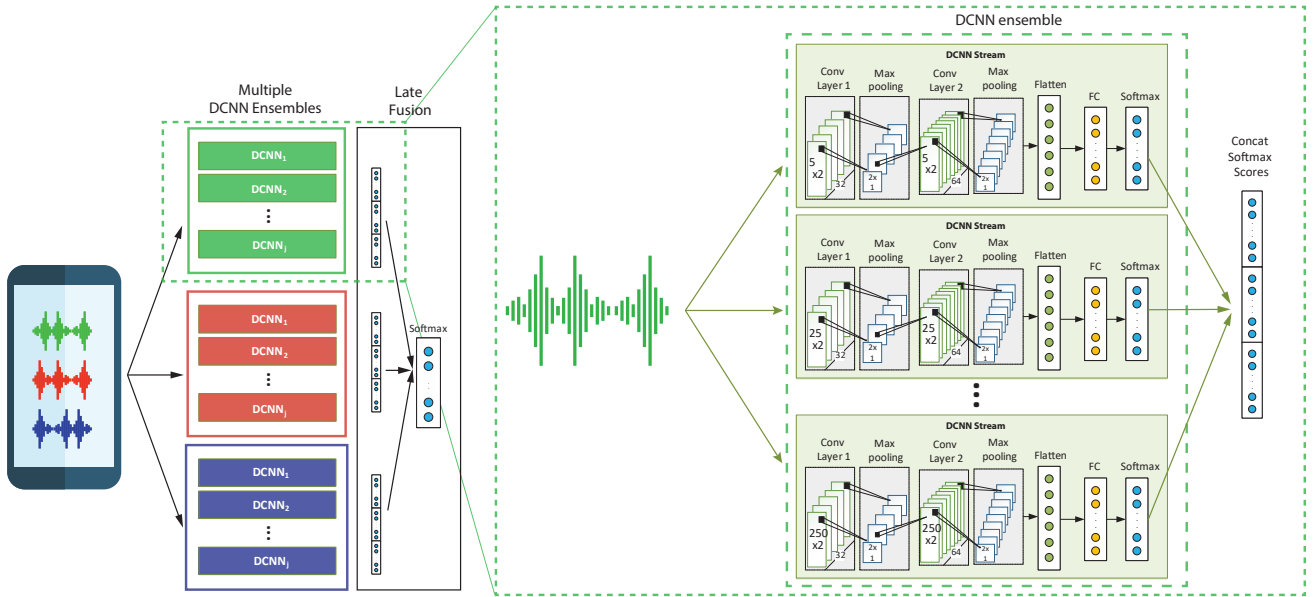 Multiple
DCNN Ensembles
DCNN₁
DCNN₂
DCNNⱼ
DCNN₁
DCNN₂
DCNNⱼ
DCNN₁
DCNN₂
DCNNⱼ
Late
Fusion
Softmax
DCNN ensemble
DCNN Stream
Conv
Layer 1
Max
pooling
Conv
Layer 2
Max
pooling
Flatten
FC
Softmax
5
x2
32
2x
1
5
x2
64
2x
1
DCNN Stream
Conv
Layer 1
Max
pooling
Conv
Layer 2
Max
pooling
Flatten
FC
Softmax
25
x2
32
2x
1
25
x2
64
2x
1
DCNN Stream
Conv
Layer 1
Max
pooling
Conv
Layer 2
Max
pooling
Flatten
FC
Softmax
250
x2
32
2x
1
250
x2
64
2x
1
Concat
Softmax
Scores